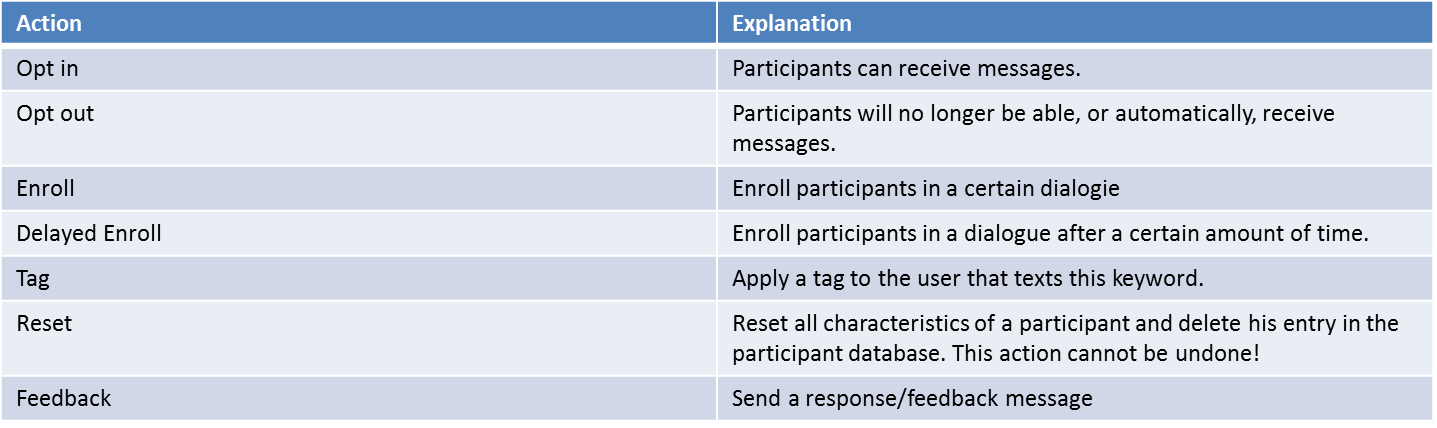 Action
Explanation
Opt in
Participants can receive messages.
Opt out
Participants will no longer be able, or automatically, receive
messages.
Enroll
Enroll participants in a certain dialogie
Delayed Enroll
Enroll participants in a dialogue after a certain amount of time.
Tag
Apply a tag to the user that texts this keyword.
Reset
Reset all characteristics of a participant and delete his entry in the
participant database. This action cannot be undone!
Feedback
Send a response/feedback message